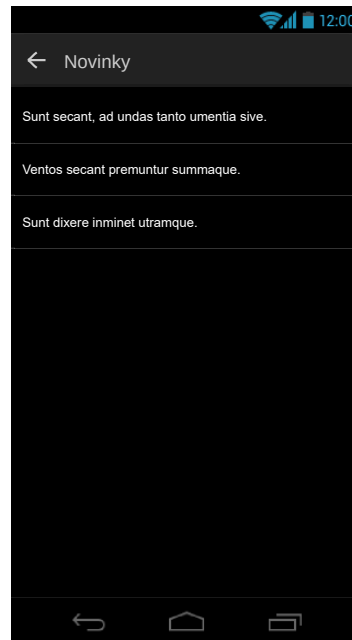 12:00
Novinky
Sunt secant, ad undas tanto umentia sive.
Ventos secant premuntur summaque.
Sunt dixere inminet utramque.